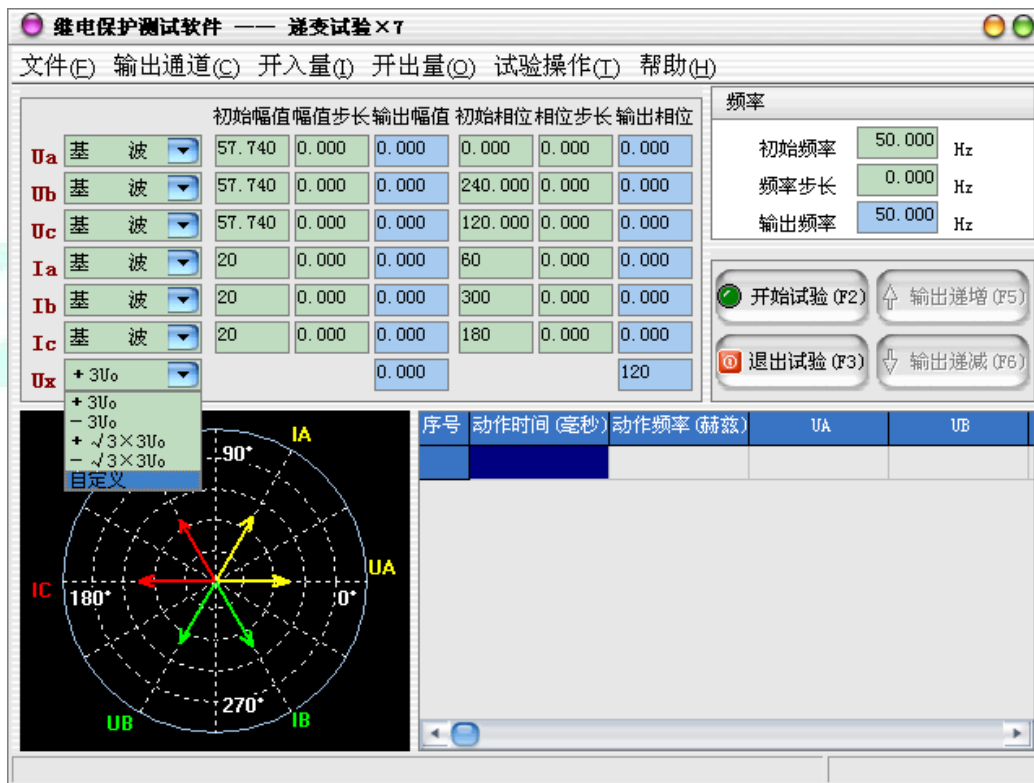 继电保护测试软件 —— 递变试验×7
文件(F) 输出通道(C) 开入量(I) 开出量(O) 试验操作(T) 帮助(H)
初始幅值 幅值步长 输出幅值 初始相位 相位步长 输出相位
Ua 基 波 57.740 0.000 0.000 0.000 0.000 0.000
Ub 基 波 57.740 0.000 0.000 240.000 0.000 0.000
Uc 基 波 57.740 0.000 0.000 120.000 0.000 0.000
Ia 基 波 20 0.000 0.000 60 0.000 0.000
Ib 基 波 20 0.000 0.000 300 0.000 0.000
Ic 基 波 20 0.000 0.000 180 0.000 0.000
Ux + 3U₀ 0.000 120
+ 3U₀
− 3U₀
+ √3×3U₀
− √3×3U₀
自定义
频率
初始频率 50.000 Hz
频率步长 0.000 Hz
输出频率 50.000 Hz
开始试验(F2) 输出递增(F5)
退出试验(F3) 输出递减(F6)
IA
90°
UA
IC 180° 0°
270°
UB IB
序号 动作时间(毫秒) 动作频率(赫兹) UA UB